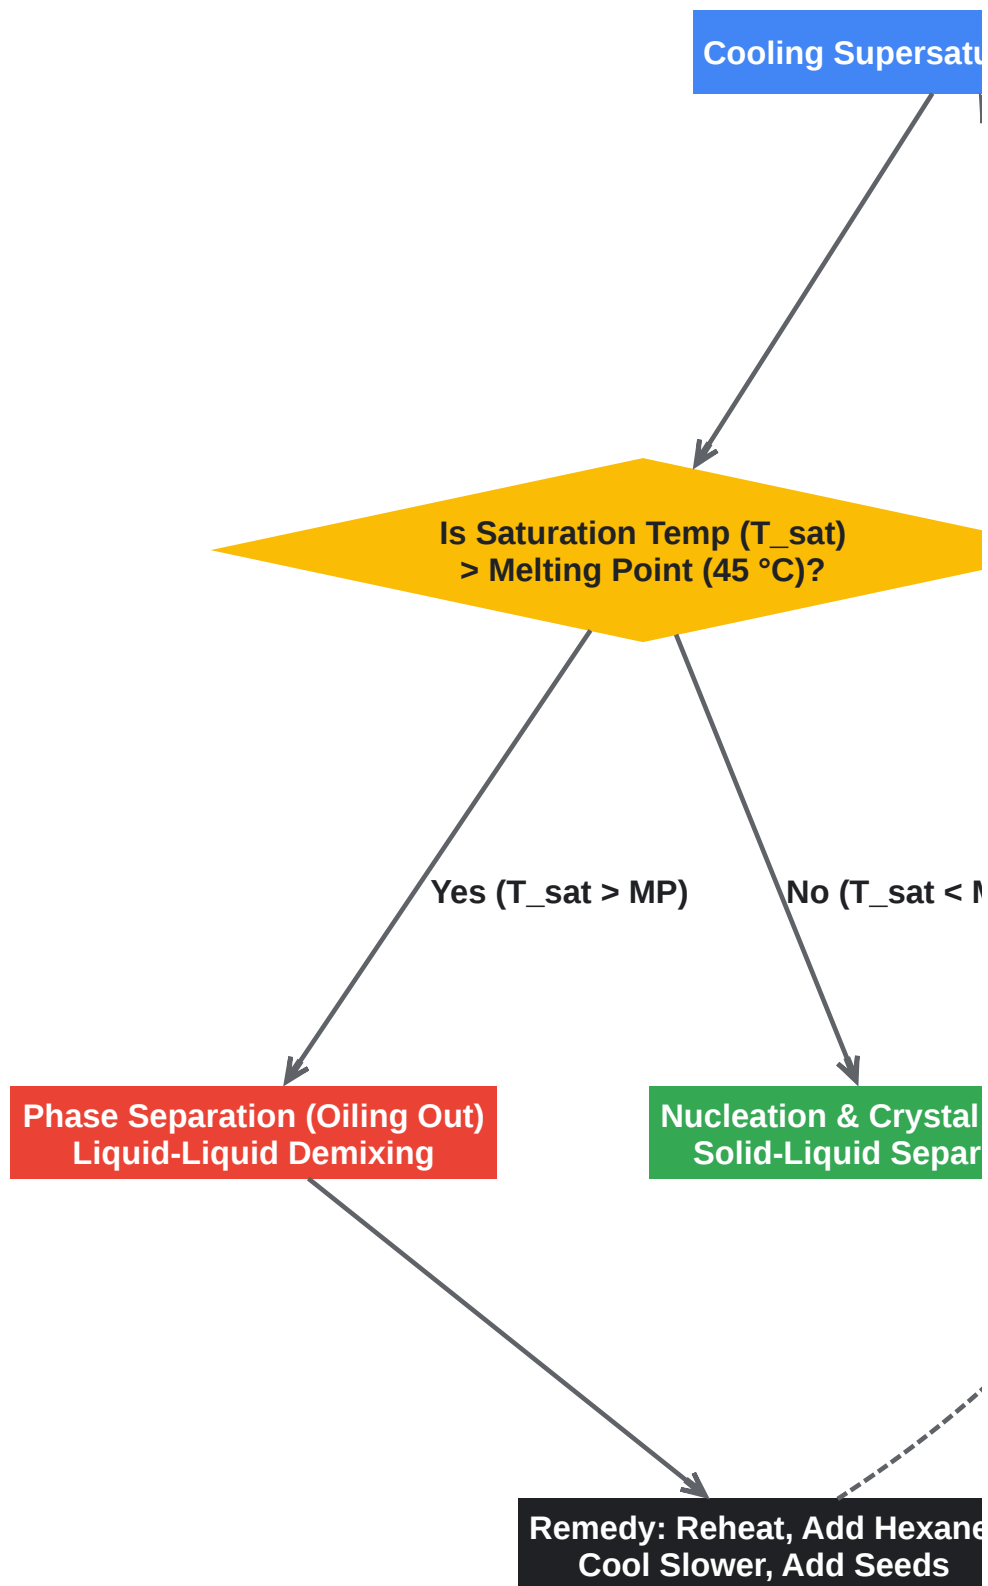 Cooling Supersatu
Is Saturation Temp (T_sat)
> Melting Point (45 °C)?
Yes (T_sat > MP)
No (T_sat < M
Phase Separation (Oiling Out)
Liquid-Liquid Demixing
Nucleation & Crystal
Solid-Liquid Separ
Remedy: Reheat, Add Hexane
Cool Slower, Add Seeds